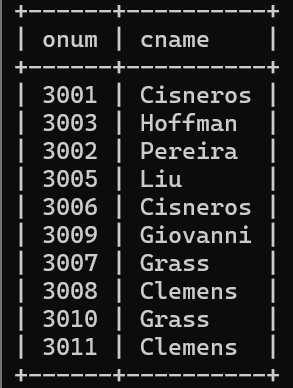 +------+----------+
| onum | cname    |
+------+----------+
| 3001 | Cisneros |
| 3003 | Hoffman  |
| 3002 | Pereira  |
| 3005 | Liu      |
| 3006 | Cisneros |
| 3009 | Giovanni |
| 3007 | Grass    |
| 3008 | Clemens  |
| 3010 | Grass    |
| 3011 | Clemens  |
+------+----------+